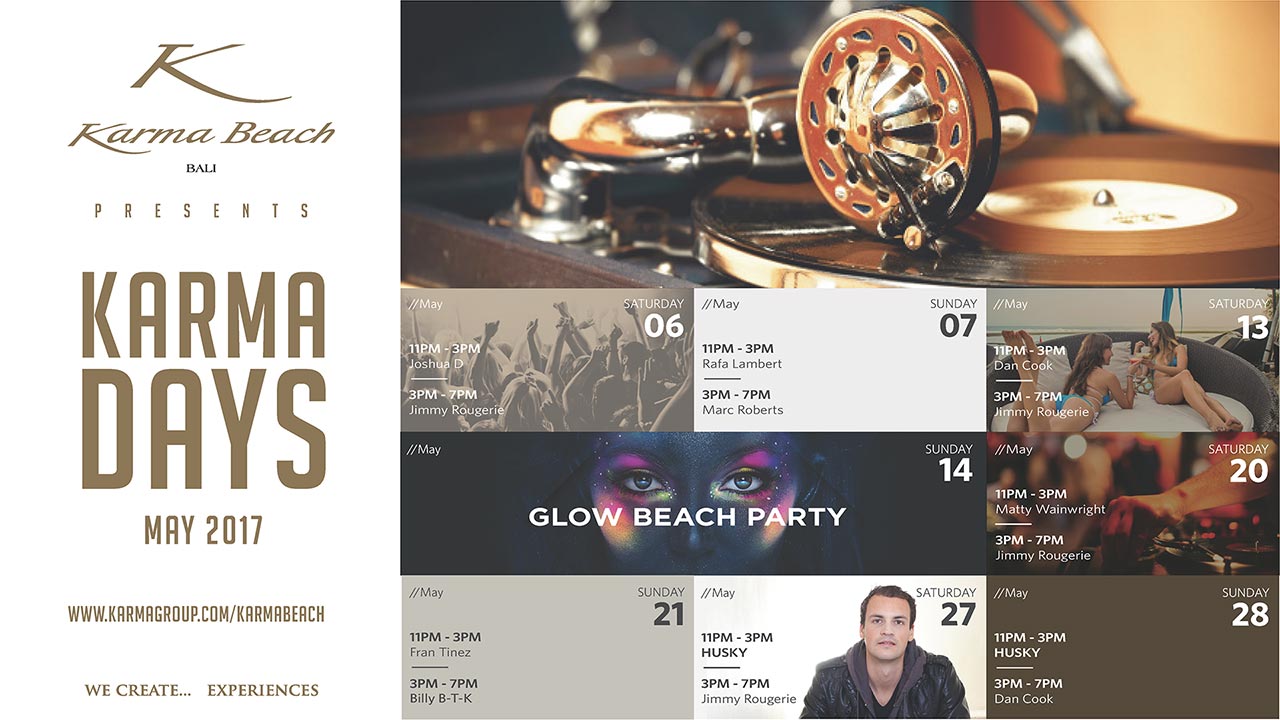 K
Karma Beach
BALI
PRESENTS
KARMA
DAYS
MAY 2017
WWW.KARMAGROUP.COM/KARMABEACH
WE CREATE... EXPERIENCES
//May
SATURDAY
06
11PM - 3PM
Joshua D
3PM - 7PM
Jimmy Rougerie
//May
SUNDAY
07
11PM - 3PM
Rafa Lambert
3PM - 7PM
Marc Roberts
//May
SATURDAY
13
11PM - 3PM
Dan Cook
3PM - 7PM
Jimmy Rougerie
//May
SUNDAY
14
GLOW BEACH PARTY
//May
SATURDAY
20
11PM - 3PM
Matty Wainwright
3PM - 7PM
Jimmy Rougerie
//May
SUNDAY
21
11PM - 3PM
Fran Tinez
3PM - 7PM
Billy B-T-K
//May
SATURDAY
27
11PM - 3PM
HUSKY
3PM - 7PM
Jimmy Rougerie
//May
SUNDAY
28
11PM - 3PM
HUSKY
3PM - 7PM
Dan Cook